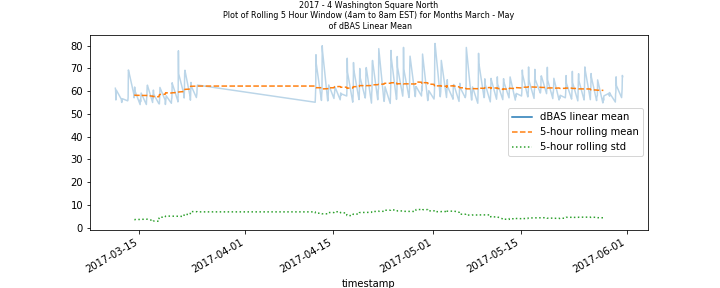 2017 - 4 Washington Square North
Plot of Rolling 5 Hour Window (4am to 8am EST) for Months March - May
of dBAS Linear Mean
80
70
60
50
40
30
20
10
0
dBAS linear mean
5-hour rolling mean
5-hour rolling std
2017-03-15
2017-04-01
2017-04-15
2017-05-01
2017-05-15
2017-06-01
timestamp